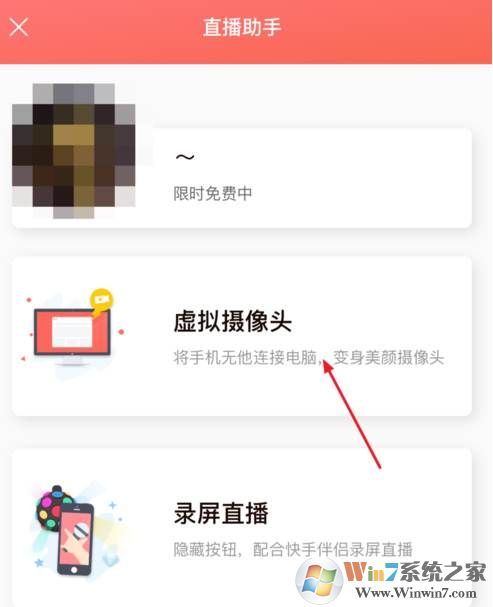 直播助手
~
限时免费中
虚拟摄像头
将手机无他连接电脑，变身美颜摄像头
录屏直播
隐藏按钮，配合快手伴侣录屏直播
Win7系统之家
Www.Winwin7.com